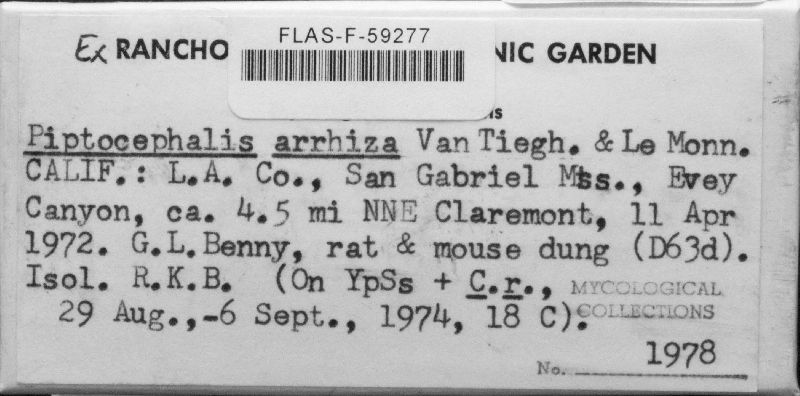 Ex RANCHO NIC GARDEN
FLAS-F-59277
is
Piptocephalis arrhiza Van Tiegh. & Le Monn.
CALIF.: L.A. Co., San Gabriel Mts., Evey
Canyon, ca. 4.5 mi NNE Claremont, 11 Apr
1972. G.L.Benny, rat & mouse dung (D63d).
Isol. R.K.B. (On YpSs + C.r.,
29 Aug.,-6 Sept., 1974, 18 C).
MYCOLOGICAL
COLLECTIONS
No. 1978